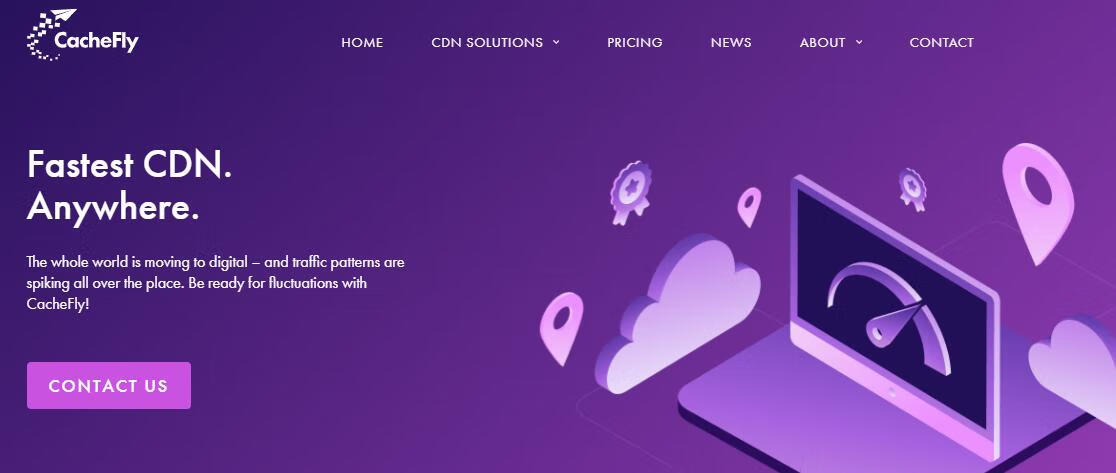 CacheFly
HOME CDN SOLUTIONS PRICING NEWS ABOUT CONTACT
Fastest CDN.
Anywhere.
The whole world is moving to digital – and traffic patterns are
spiking all over the place. Be ready for fluctuations with
CacheFly!
CONTACT US